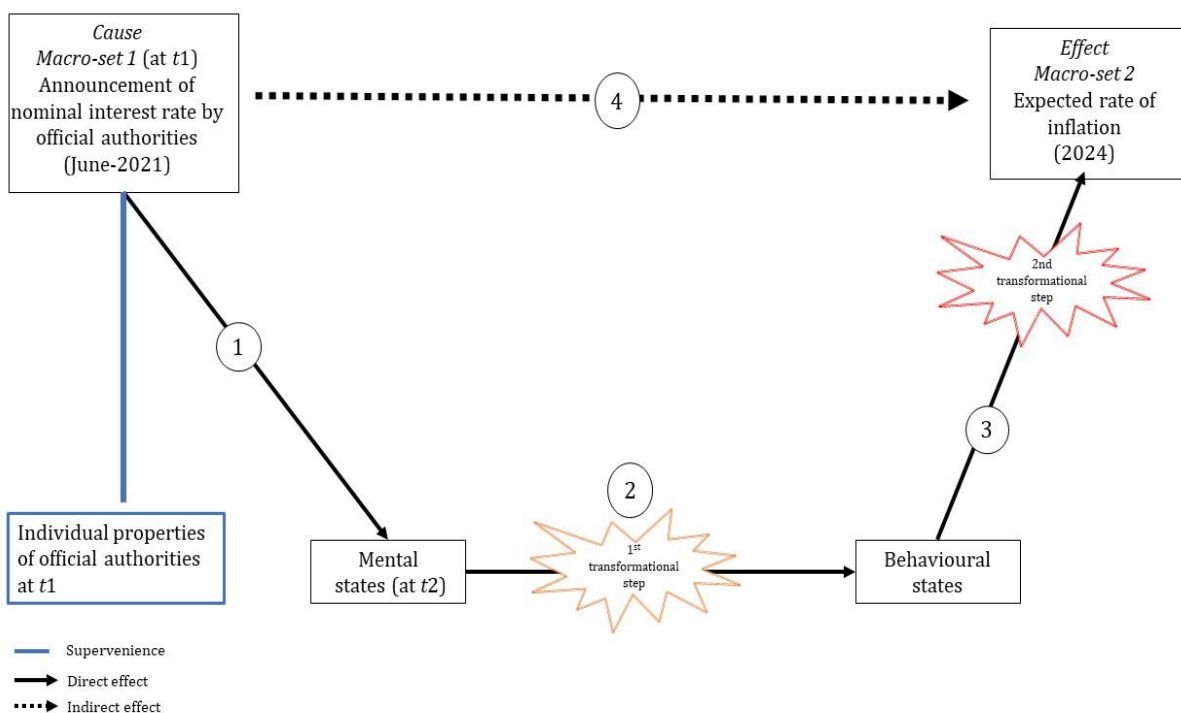 Cause
Macro-set 1 (at t1)
Announcement of
nominal interest rate by
official authorities
(June-2021)
4
Effect
Macro-set 2
Expected rate of
inflation
(2024)
2nd
transformational
step
1
3
2
Individual properties
of official authorities
at t1
Mental
states (at t2)
1st
transformational
step
Behavioural
states
Supervenience
Direct effect
Indirect effect